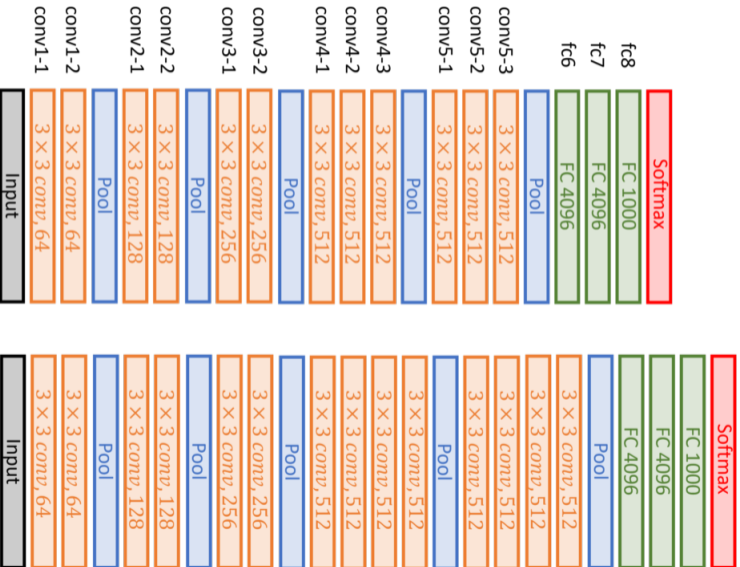 fc8
fc7
fc6
conv5-3
conv5-2
conv5-1
conv4-3
conv4-2
conv4-1
conv3-2
conv3-1
conv2-2
conv2-1
conv1-2
conv1-1
Softmax
FC 1000
FC 4096
FC 4096
Pool
3 × 3 conv, 512
3 × 3 conv, 512
3 × 3 conv, 512
Pool
3 × 3 conv, 512
3 × 3 conv, 512
3 × 3 conv, 512
Pool
3 × 3 conv, 256
3 × 3 conv, 256
Pool
3 × 3 conv, 128
3 × 3 conv, 128
Pool
3 × 3 conv, 64
3 × 3 conv, 64
Input
Softmax
FC 1000
FC 4096
FC 4096
Pool
3 × 3 conv, 512
3 × 3 conv, 512
3 × 3 conv, 512
3 × 3 conv, 512
Pool
3 × 3 conv, 512
3 × 3 conv, 512
3 × 3 conv, 512
3 × 3 conv, 512
Pool
3 × 3 conv, 256
3 × 3 conv, 256
Pool
3 × 3 conv, 128
3 × 3 conv, 128
Pool
3 × 3 conv, 64
3 × 3 conv, 64
Input